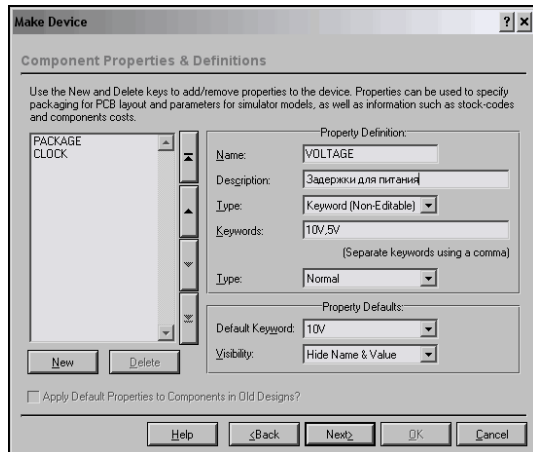 Make Device
Component Properties & Definitions
Use the New and Delete keys to add/remove properties to the device. Properties can be used to specify
packaging for PCB layout and parameters for simulator models, as well as information such as stock-codes
and components costs.
PACKAGE
CLOCK
Property Definition:
Name: VOLTAGE
Description: Задержки для питания
Type: Keyword (Non-Editable)
Keywords: 10V,5V
(Separate keywords using a comma)
Type: Normal
Property Defaults:
Default Keyword: 10V
Visibility: Hide Name & Value
New Delete
Apply Default Properties to Components in Old Designs?
Help <Back Next> OK Cancel